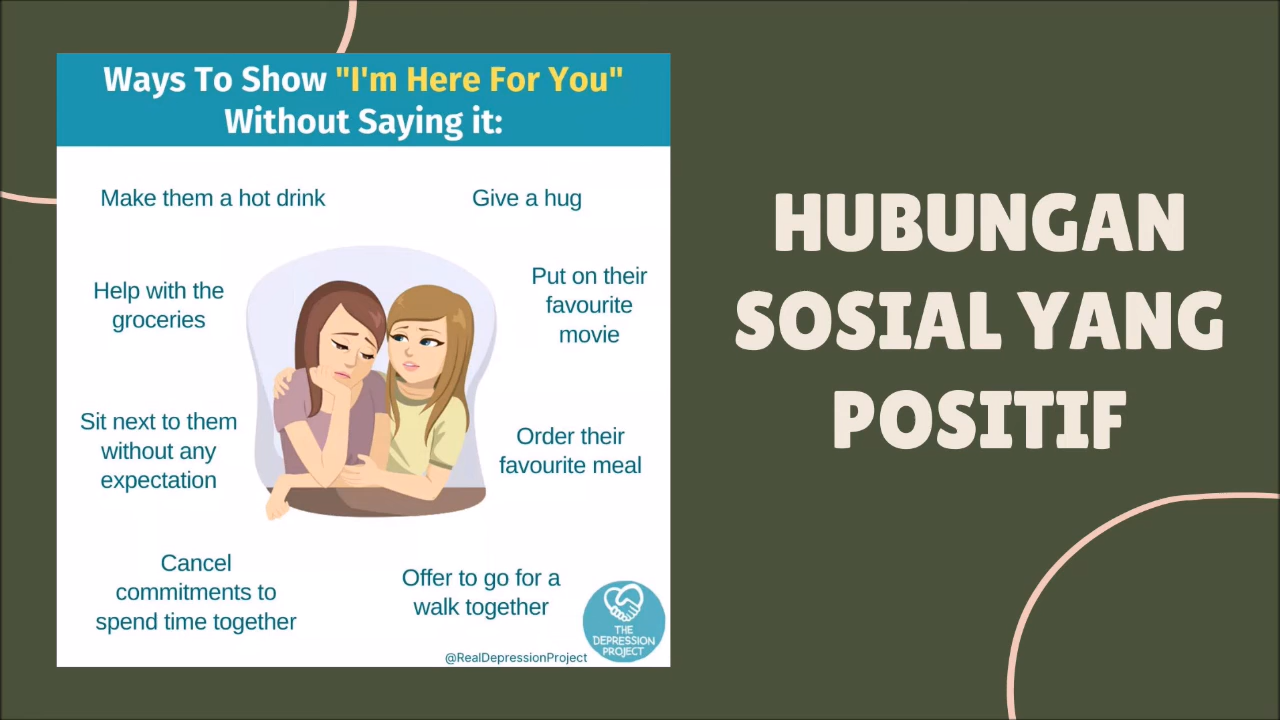 Ways To Show "I'm Here For You"
Without Saying it:
Make them a hot drink
Give a hug
Help with the
groceries
Put on their
favourite
movie
Sit next to them
without any
expectation
Order their
favourite meal
Cancel
commitments to
spend time together
Offer to go for a
walk together
THE
DEPRESSION
PROJECT
@RealDepressionProject
HUBUNGAN
SOSIAL YANG
POSITIF